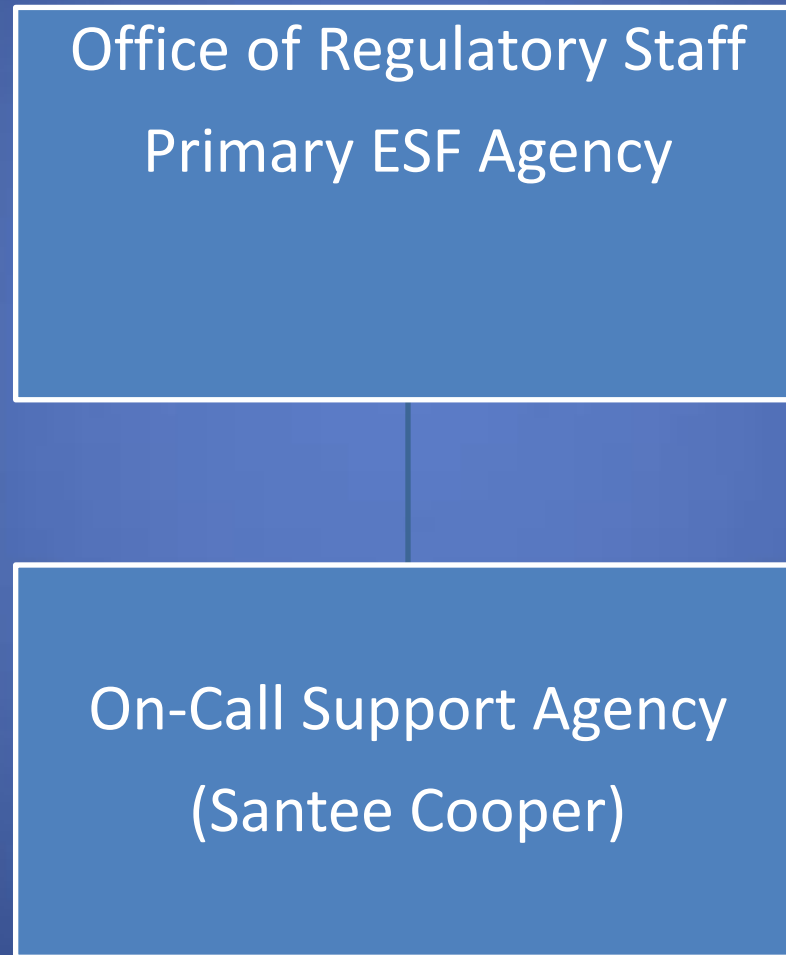 Office of Regulatory Staff
Primary ESF Agency
On-Call Support Agency
(Santee Cooper)